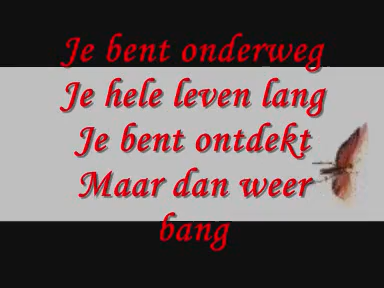 Je bent onderweg
Je hele leven lang
Je bent ontdekt
Maar dan weer
bang